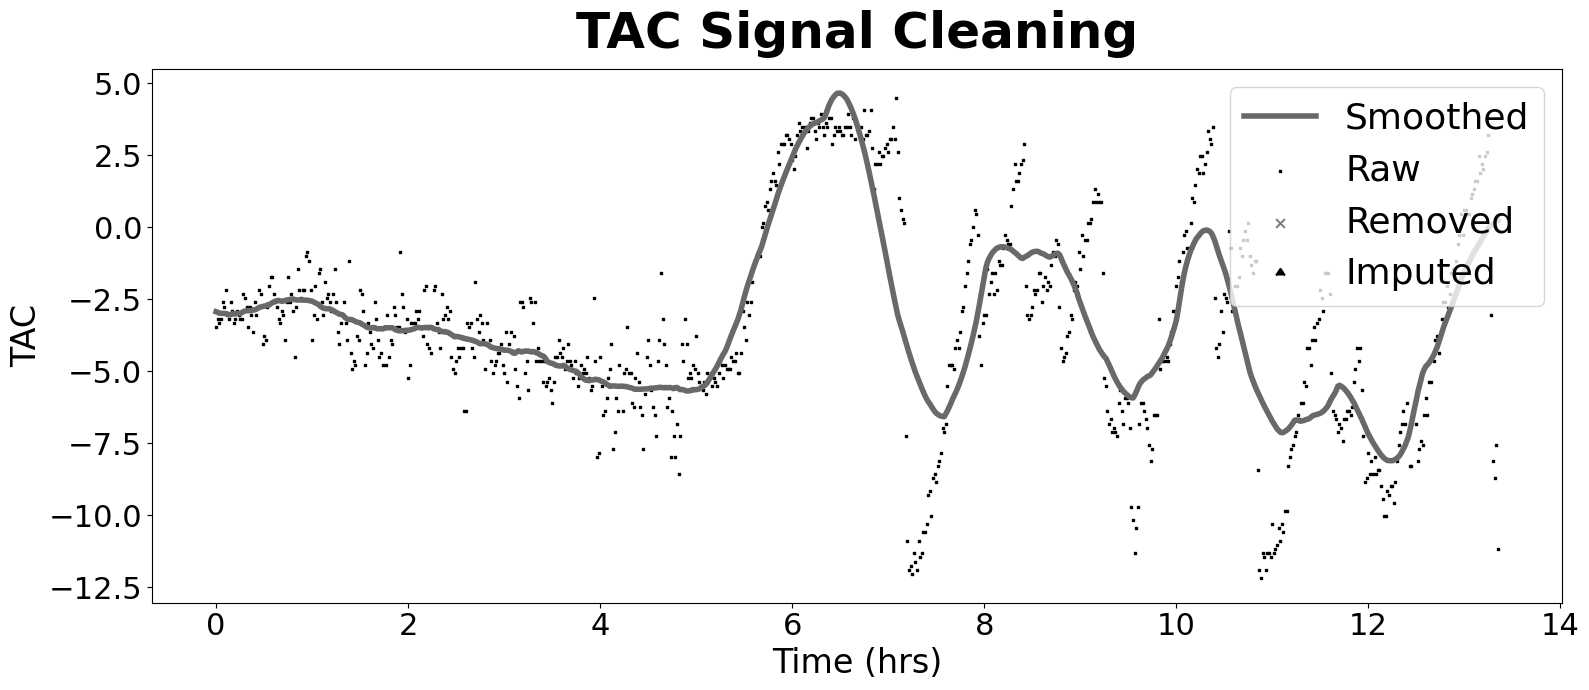 TAC Signal Cleaning
5.0
2.5
0.0
−2.5
−5.0
−7.5
−10.0
−12.5
TAC
Smoothed
Raw
Removed
Imputed
0 2 4 6 8 10 12 14
Time (hrs)